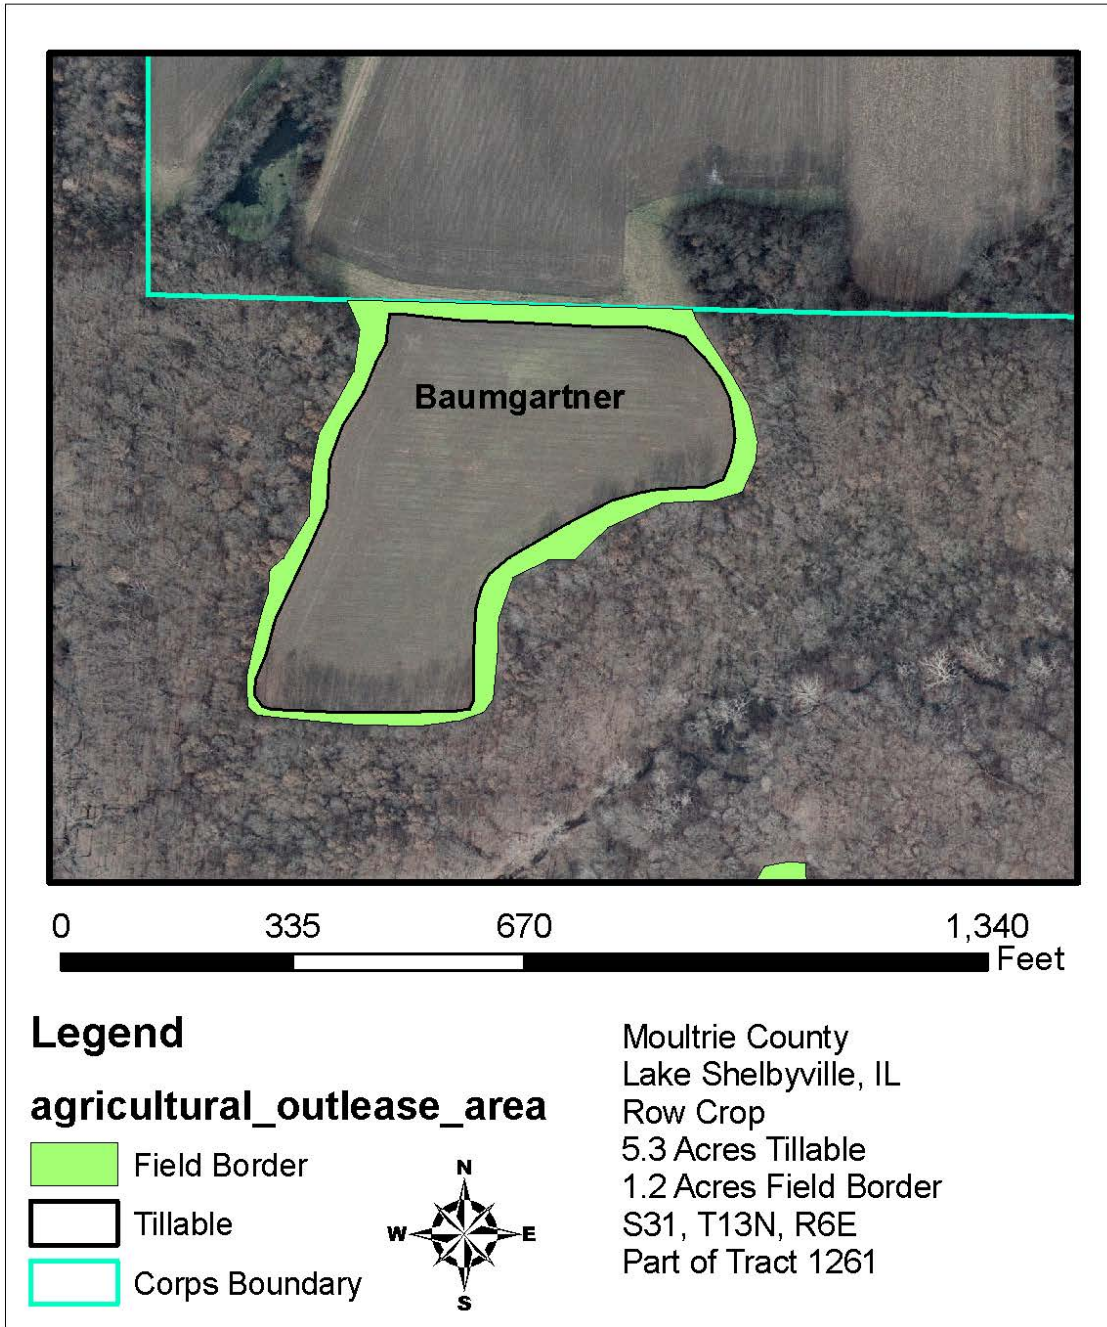 Baumgartner
0 335 670 1,340
Feet
Legend
agricultural_outlease_area
Field Border
Tillable
Corps Boundary
N
W E
S
Moultrie County
Lake Shelbyville, IL
Row Crop
5.3 Acres Tillable
1.2 Acres Field Border
S31, T13N, R6E
Part of Tract 1261